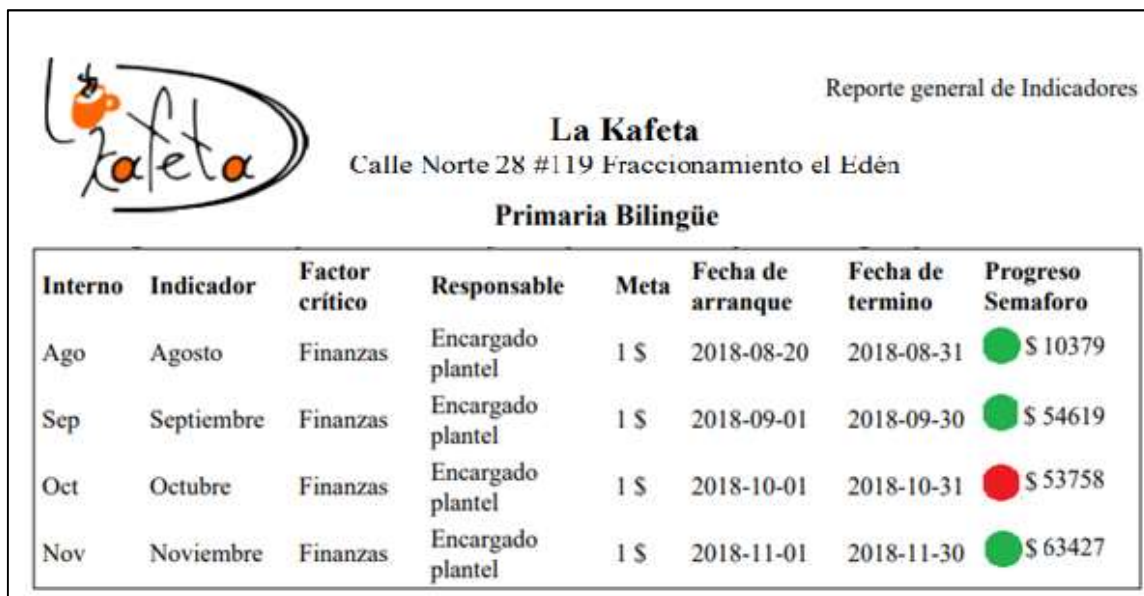 La Kafeta
Reporte general de Indicadores
La Kafeta
Calle Norte 28 #119 Fraccionamiento el Edén
Primaria Bilingüe
Interno Indicador Factor crítico Responsable Meta Fecha de arranque Fecha de termino Progreso Semaforo
Ago Agosto Finanzas Encargado plantel 1 $ 2018-08-20 2018-08-31 $ 10379
Sep Septiembre Finanzas Encargado plantel 1 $ 2018-09-01 2018-09-30 $ 54619
Oct Octubre Finanzas Encargado plantel 1 $ 2018-10-01 2018-10-31 $ 53758
Nov Noviembre Finanzas Encargado plantel 1 $ 2018-11-01 2018-11-30 $ 63427